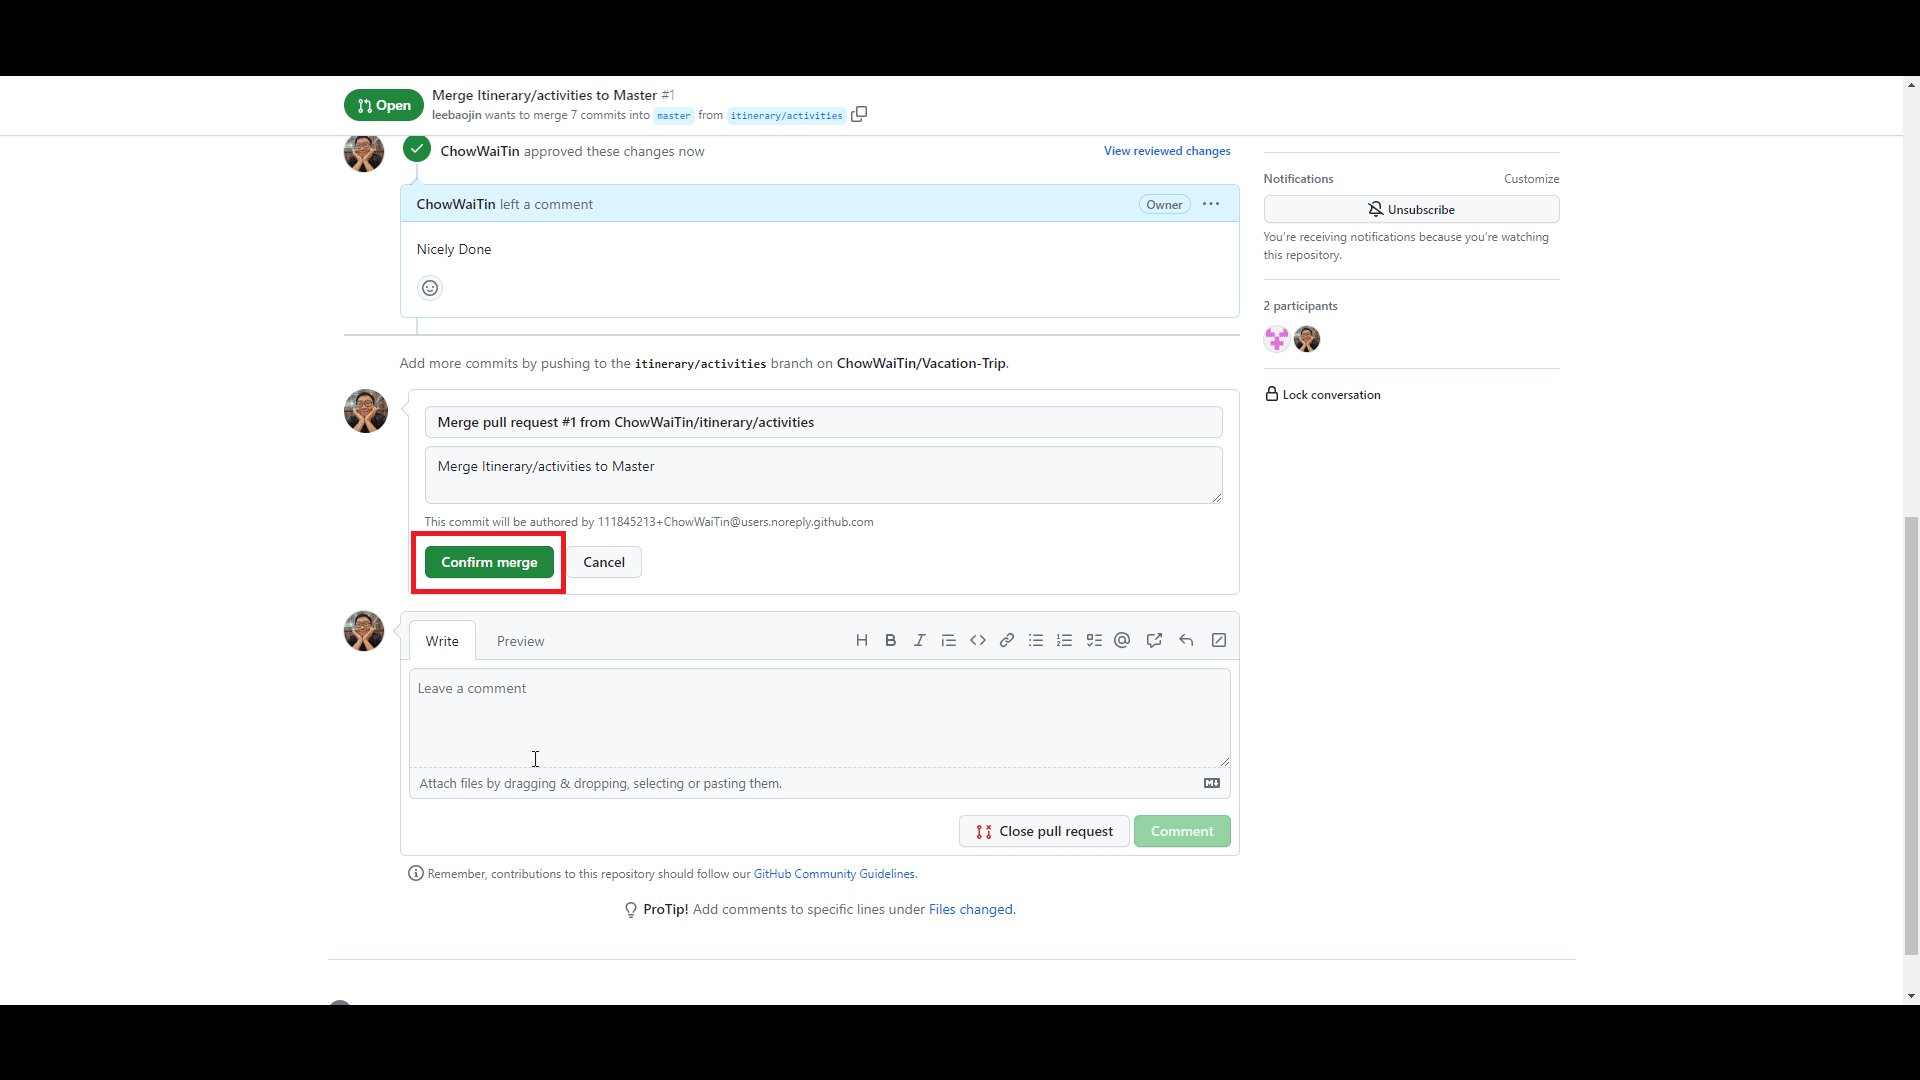 Open
Merge Itinerary/activities to Master #1
leebaojin wants to merge 7 commits into master from itinerary/activities
ChowWaiTin approved these changes now
View reviewed changes
ChowWaiTin left a comment
Owner
Nicely Done
Notifications
Customize
Unsubscribe
You're receiving notifications because you're watching
this repository.
2 participants
Lock conversation
Add more commits by pushing to the itinerary/activities branch on ChowWaiTin/Vacation-Trip.
Merge pull request #1 from ChowWaiTin/itinerary/activities
Merge Itinerary/activities to Master
This commit will be authored by 111845213+ChowWaiTin@users.noreply.github.com
Confirm merge
Cancel
Write
Preview
Leave a comment
Attach files by dragging & dropping, selecting or pasting them.
Close pull request
Comment
Remember, contributions to this repository should follow our GitHub Community Guidelines.
ProTip! Add comments to specific lines under Files changed.